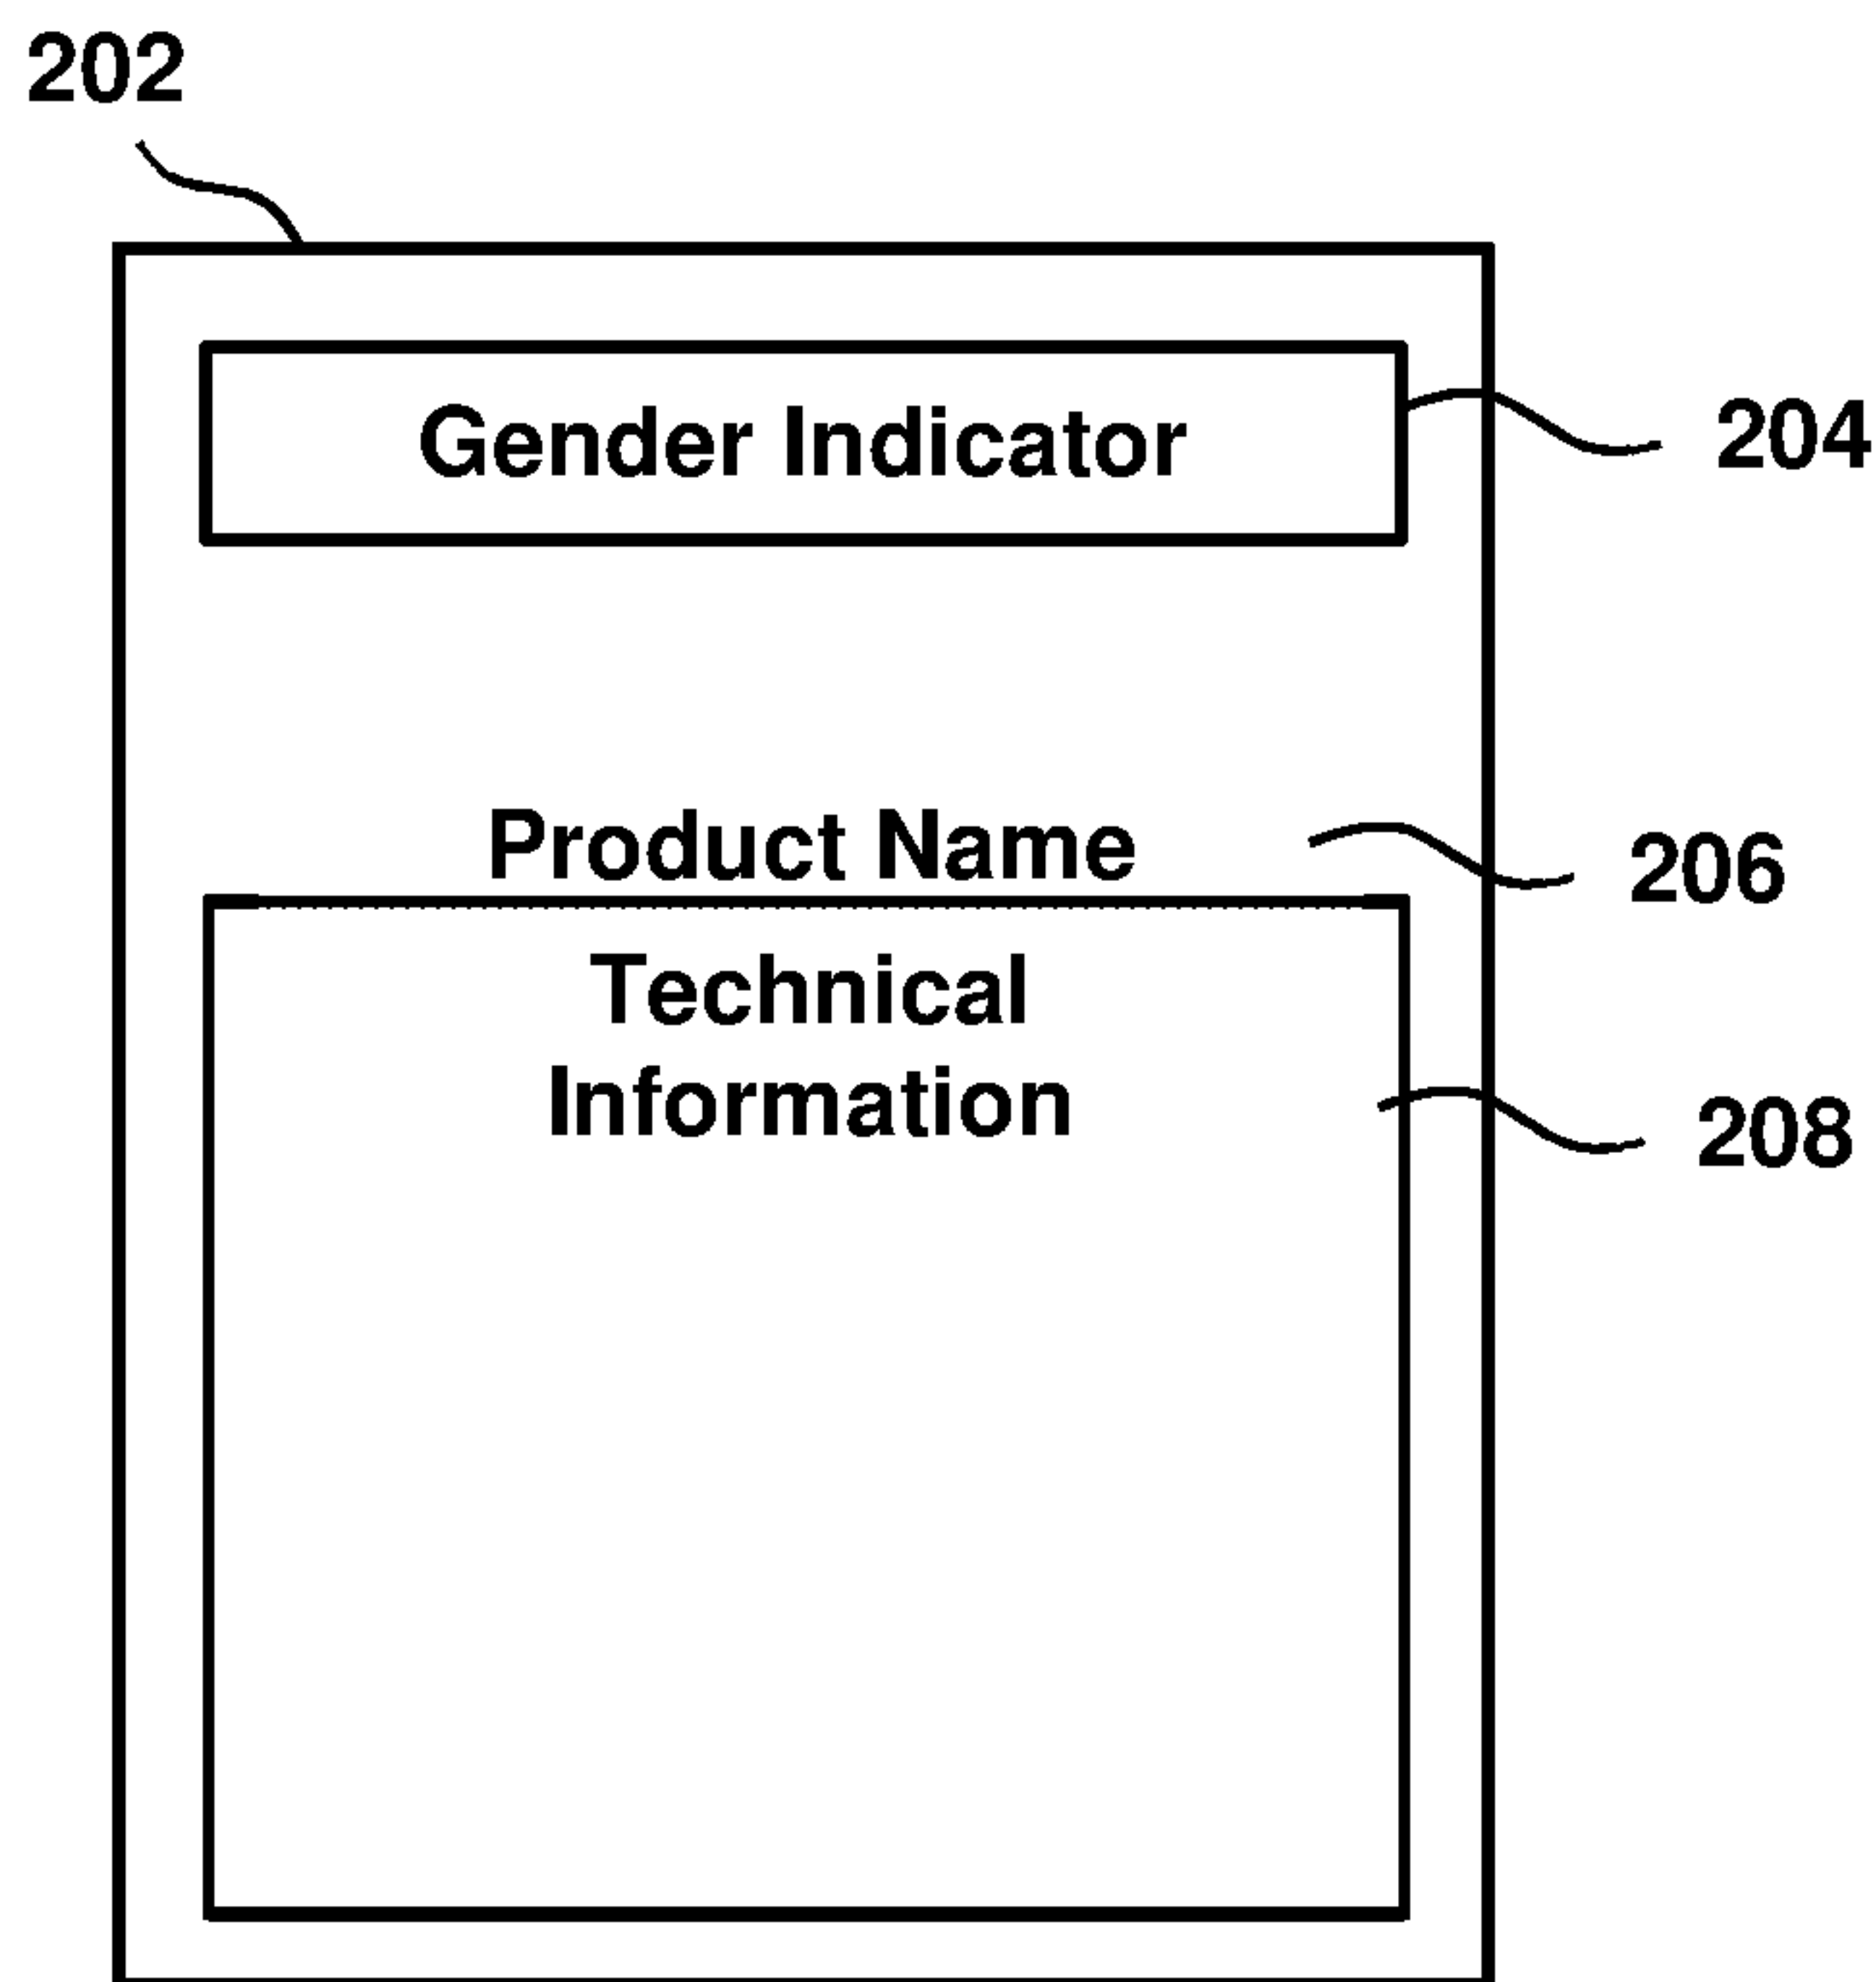 202
Gender Indicator
204
Product Name
206
Technical
Information
208